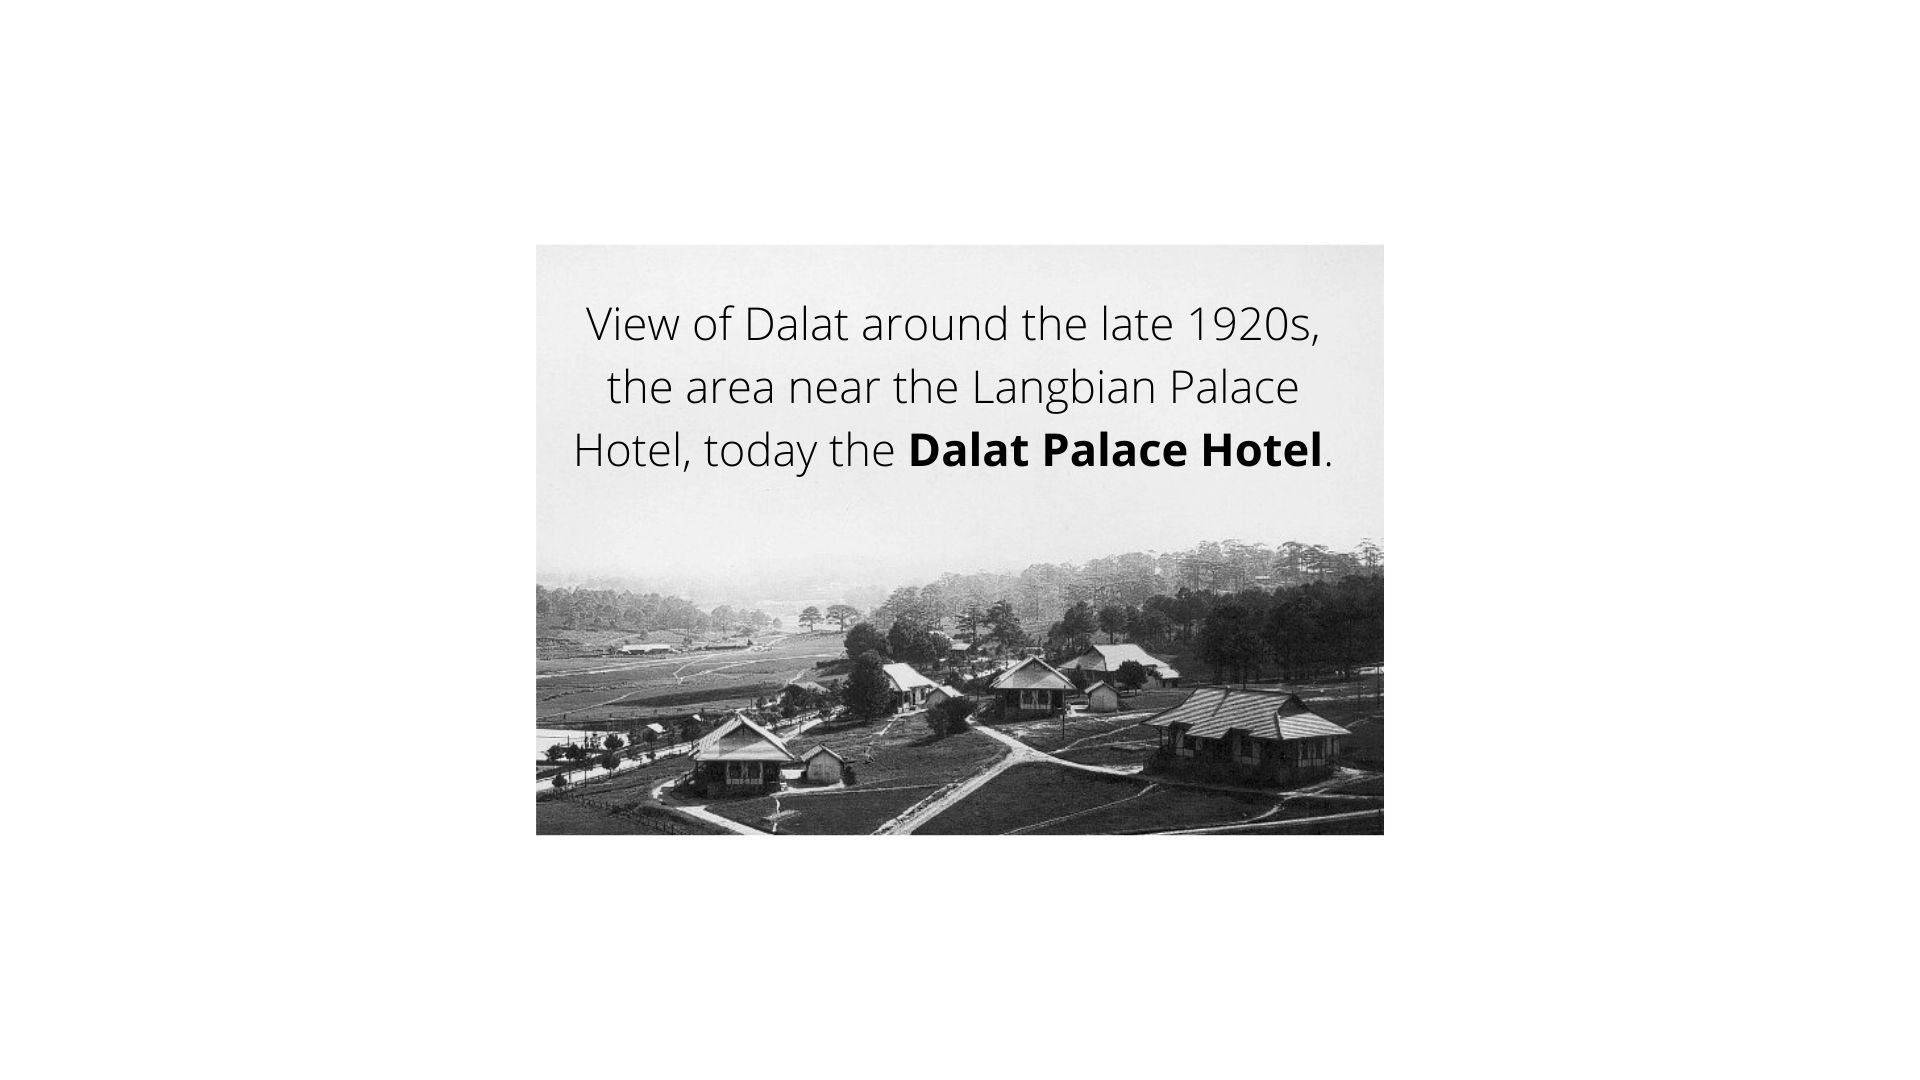 View of Dalat around the late 1920s,
the area near the Langbian Palace
Hotel, today the Dalat Palace Hotel.